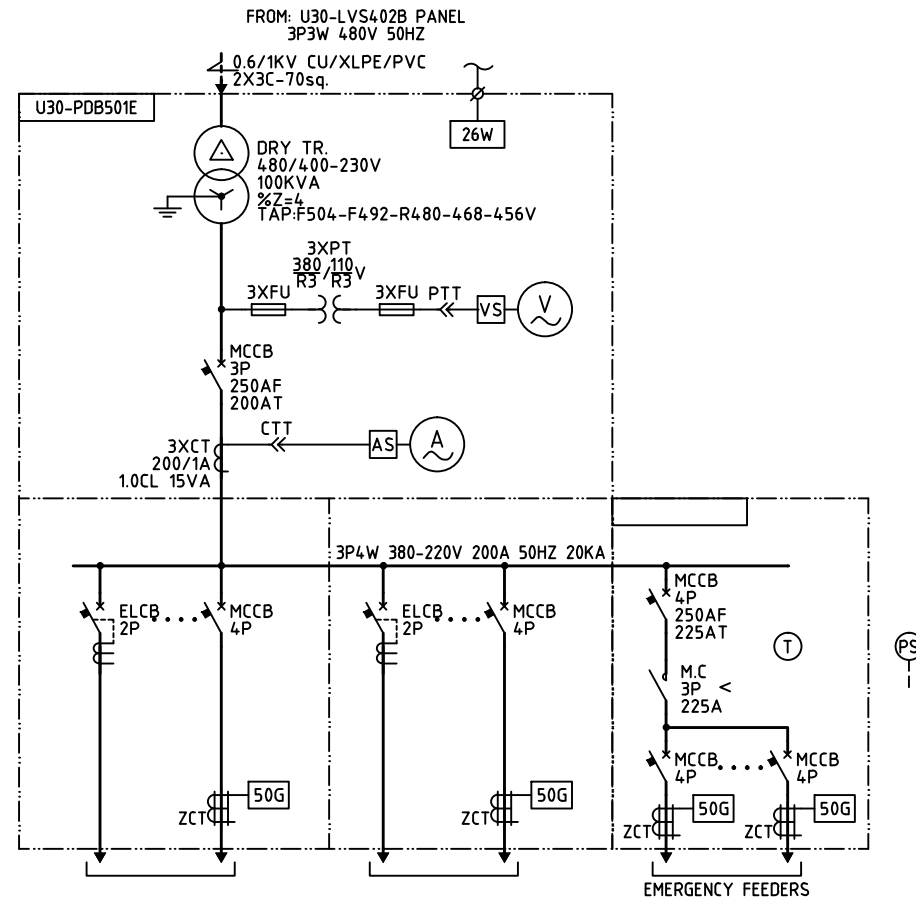 FROM: U30-LVS402B PANEL
3P3W 480V 50HZ
0.6/1KV CU/XLPE/PVC
2X3C-70sq.
U30-PDB501E
26W
DRY TR.
480/400-230V
100KVA
%Z=4
TAP:F504-F492-R480-468-456V
3XPT
380/R3 / 110/R3 V
3XFU
3XFU
PTT
VS
V
MCCB
3P
250AF
200AT
CTT
AS
A
3XCT
200/1A
1.0CL 15VA
3P4W 380-220V 200A 50HZ 20KA
ELCB
2P
MCCB
4P
ELCB
2P
MCCB
4P
MCCB
4P
250AF
225AT
T
PS
M.C
3P <
225A
MCCB
4P
MCCB
4P
50G
ZCT
50G
ZCT
50G
ZCT
50G
ZCT
EMERGENCY FEEDERS